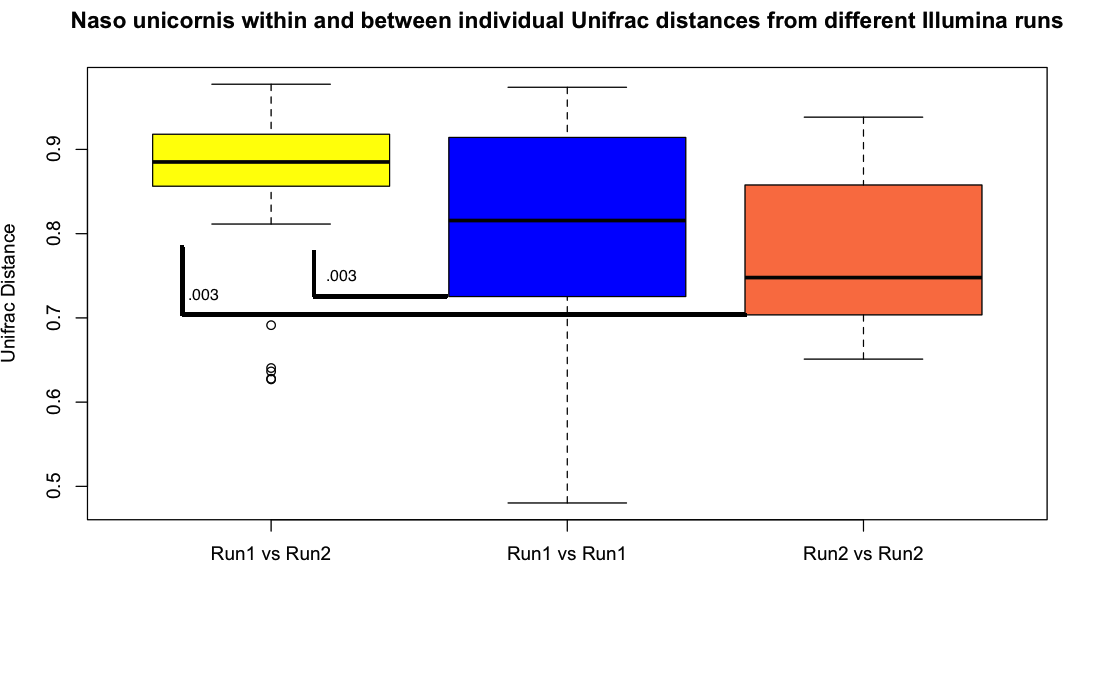 Naso unicornis within and between individual Unifrac distances from different Illumina runs
Unifrac Distance
0.9
0.8
0.7
0.6
0.5
.003
.003
Run1 vs Run2
Run1 vs Run1
Run2 vs Run2